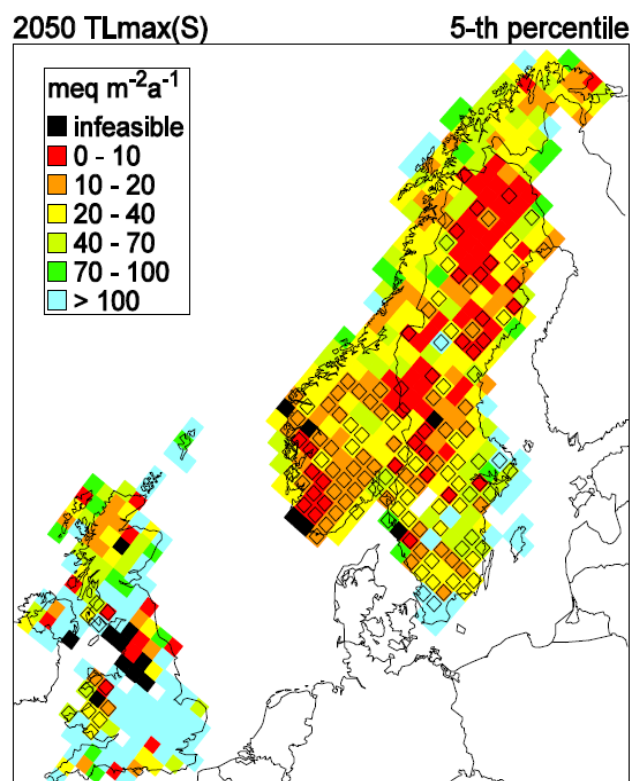 2050 TLmax(S) 5-th percentile
meq m⁻²a⁻¹
infeasible
0 - 10
10 - 20
20 - 40
40 - 70
70 - 100
> 100